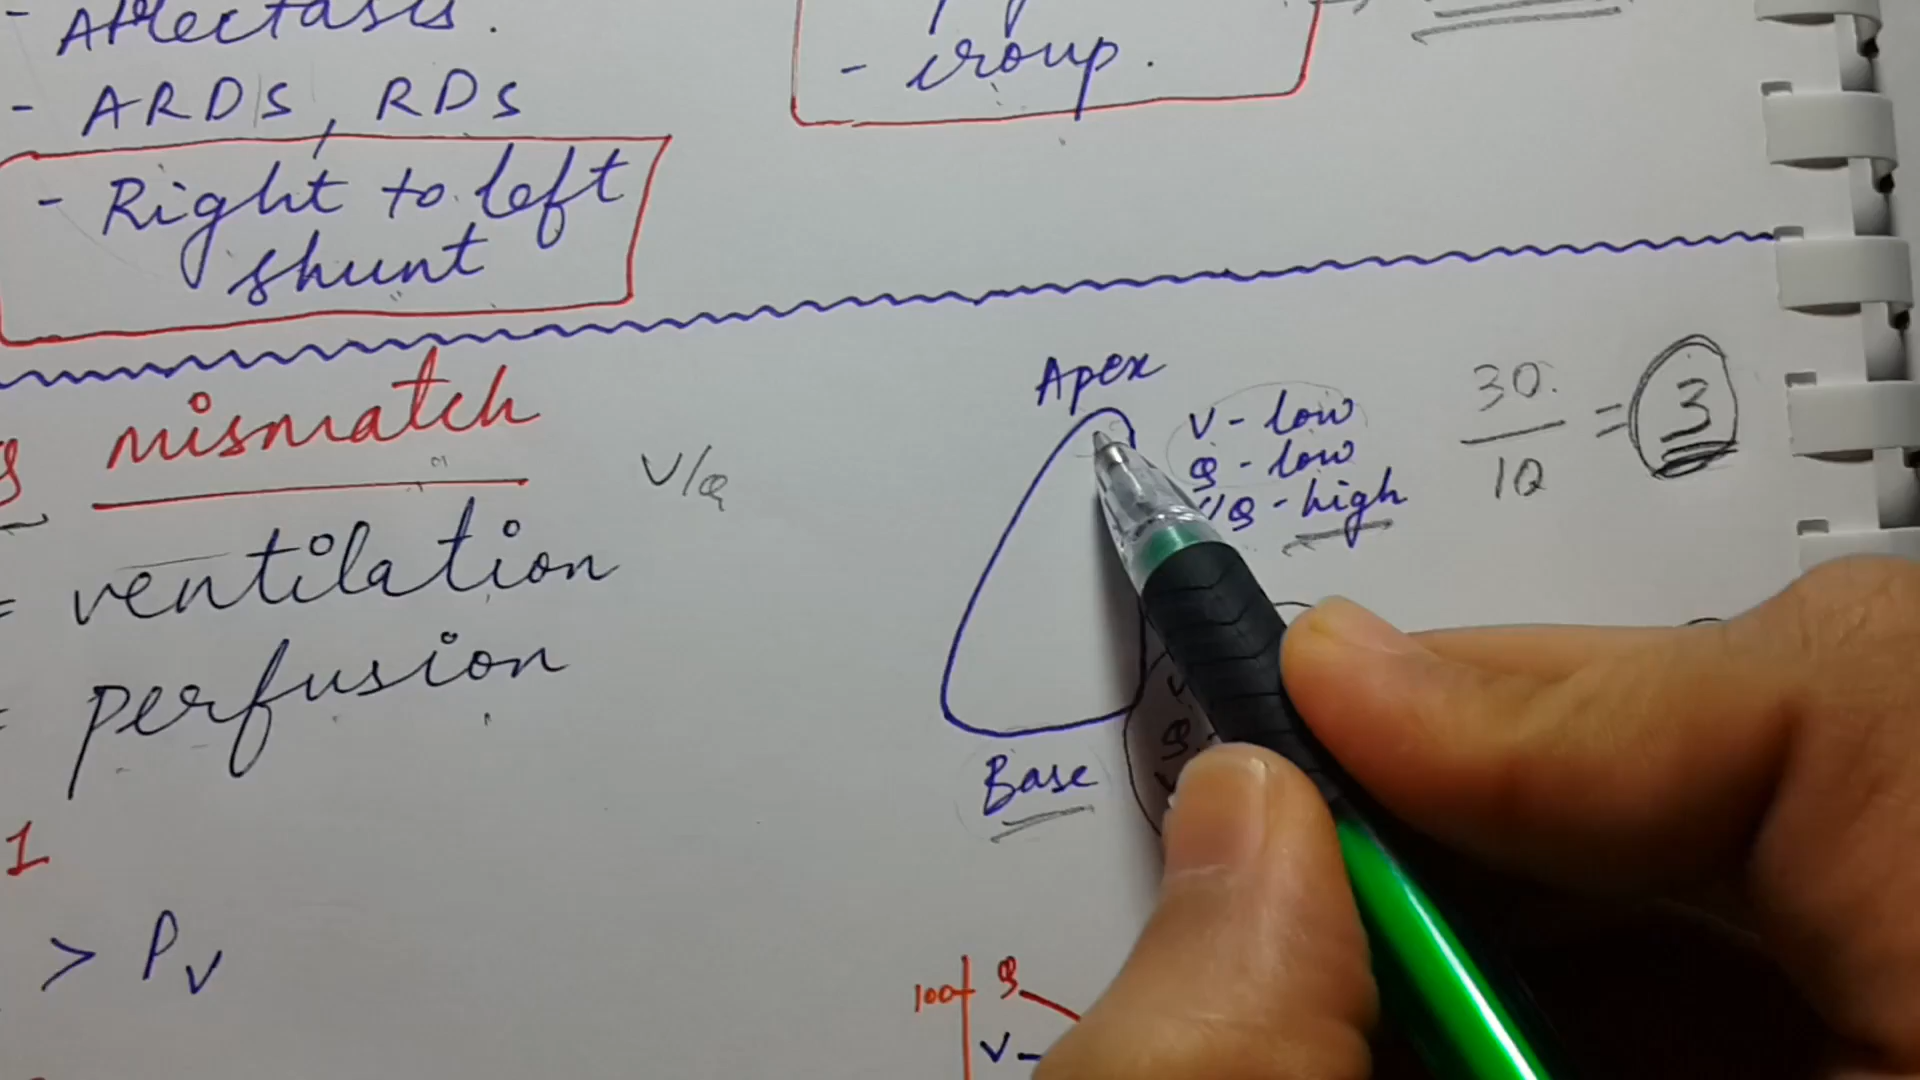 - Atlectasis.
- ARDS, RDS
- Right to left
shunt
- croup.
mismatch
V/Q
= ventilation
= perfusion
1
> Pv
Apex
V - low
Q - low
V/Q - high
30
10
= 3
Base
100
Q
V